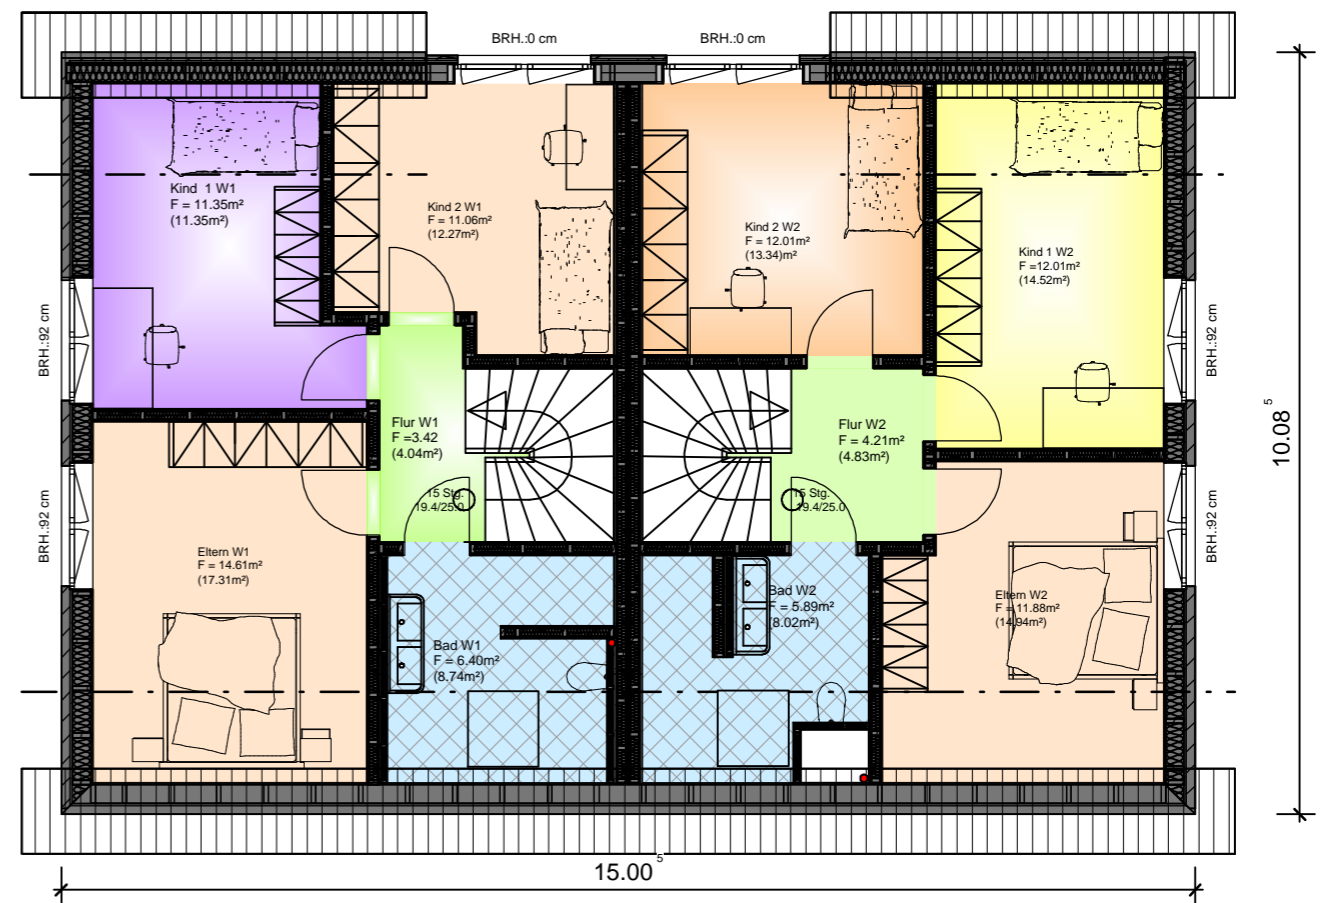 BRH.:0 cm
BRH.:0 cm
Kind 1 W1
F = 11.35m²
(11.35m²)
Kind 2 W1
F = 11.06m²
(12.27m²)
Kind 2 W2
F = 12.01m²
(13.34)m²
Kind 1 W2
F =12.01m²
(14.52m²)
BRH.:92 cm
BRH.:92 cm
Flur W1
F =3.42
(4.04m²)
Flur W2
F = 4.21m²
(4.83m²)
10.08 5
15 Stg.
19.4/25.0
15 Stg.
19.4/25.0
BRH.:92 cm
BRH.:92 cm
Eltern W1
F = 14.61m²
(17.31m²)
Bad W2
F = 5.89m²
(8.02m²)
Eltern W2
F = 11.88m²
(14.94m²)
Bad W1
F = 6.40m²
(8.74m²)
15.00 5